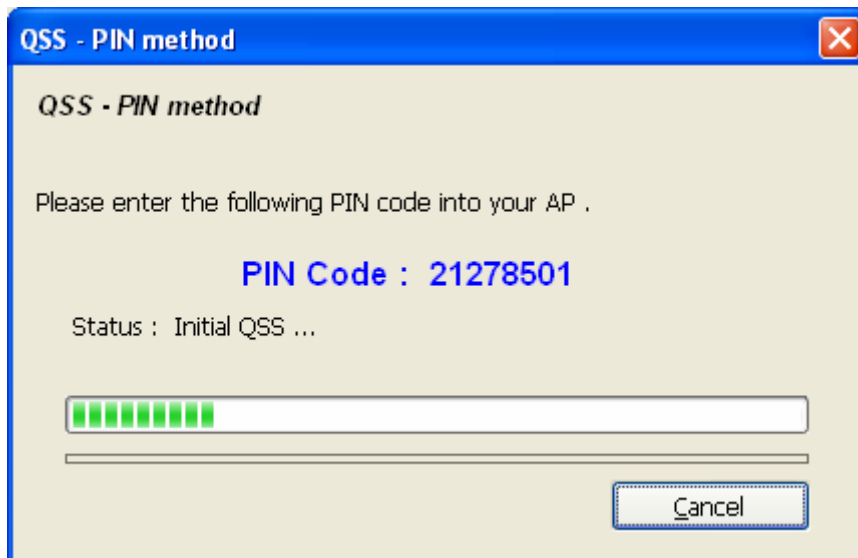 QSS - PIN method
QSS - PIN method
Please enter the following PIN code into your AP .
PIN Code : 21278501
Status : Initial QSS ...
Cancel